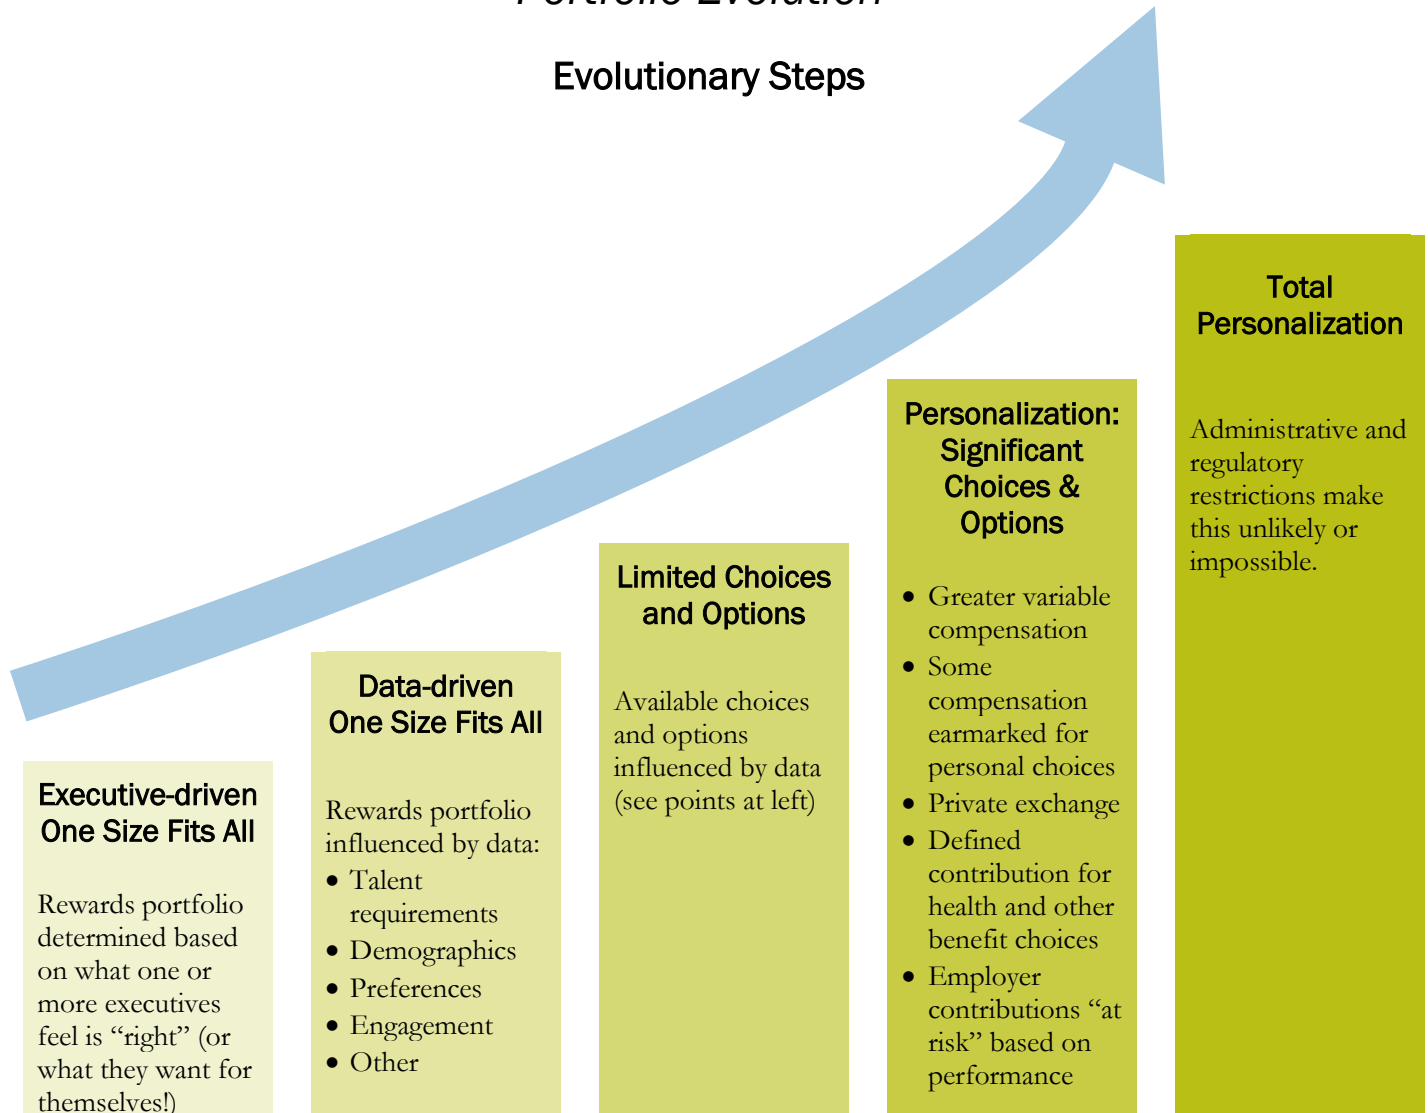 Portfolio Evolution
Evolutionary Steps
Executive-driven
One Size Fits All
Rewards portfolio
determined based
on what one or
more executives
feel is “right” (or
what they want for
themselves!)
Data-driven
One Size Fits All
Rewards portfolio
influenced by data:
• Talent
requirements
• Demographics
• Preferences
• Engagement
• Other
Limited Choices
and Options
Available choices
and options
influenced by data
(see points at left)
Personalization:
Significant
Choices &
Options
• Greater variable
compensation
• Some
compensation
earmarked for
personal choices
• Private exchange
• Defined
contribution for
health and other
benefit choices
• Employer
contributions “at
risk” based on
performance
Total
Personalization
Administrative and
regulatory
restrictions make
this unlikely or
impossible.